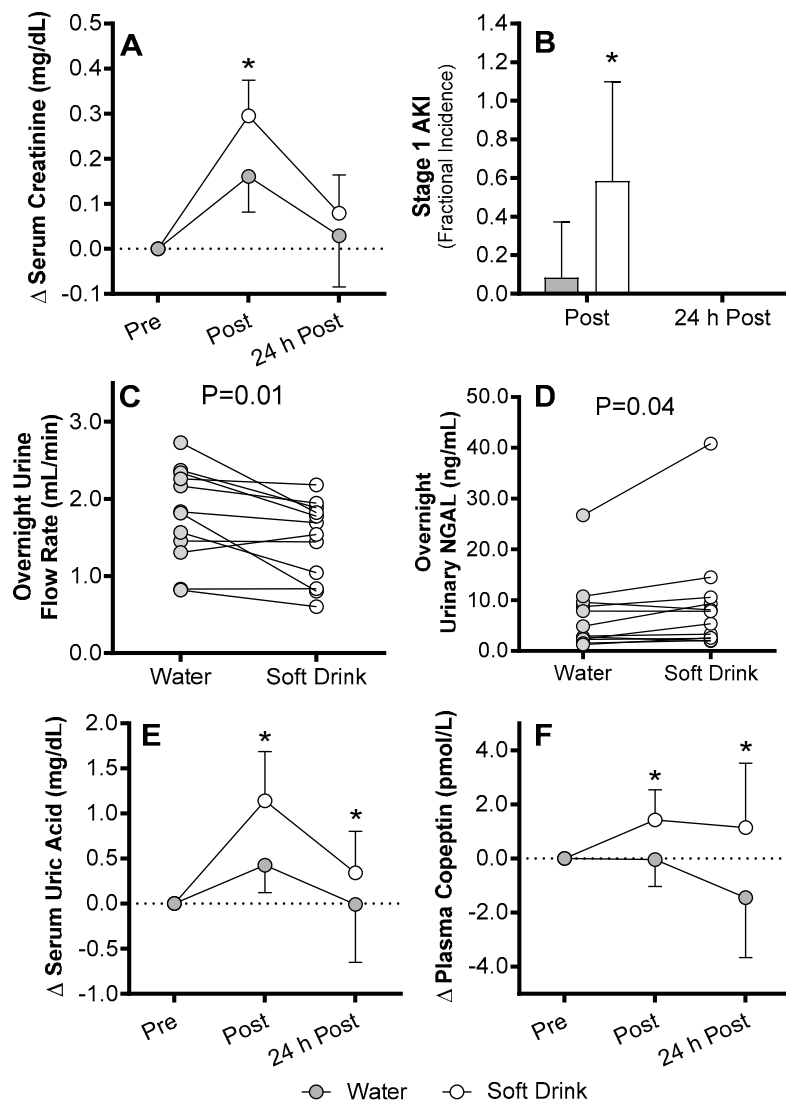 A
Δ Serum Creatinine (mg/dL)
0.5
0.4
0.3
0.2
0.1
0.0
-0.1
*
Pre
Post
24 h Post
B
Stage 1 AKI
(Fractional Incidence)
1.4
1.2
1.0
0.8
0.6
0.4
0.2
0.0
*
Post
24 h Post
C
P=0.01
Overnight Urine
Flow Rate (mL/min)
3.0
2.0
1.0
0.0
Water
Soft Drink
D
P=0.04
Overnight
Urinary NGAL (ng/mL)
50.0
40.0
30.0
20.0
10.0
0.0
Water
Soft Drink
E
Δ Serum Uric Acid (mg/dL)
2.0
1.5
1.0
0.5
0.0
-0.5
-1.0
*
*
Pre
Post
24 h Post
F
Δ Plasma Copeptin (pmol/L)
4.0
2.0
0.0
-2.0
-4.0
*
*
Pre
Post
24 h Post
Water
Soft Drink